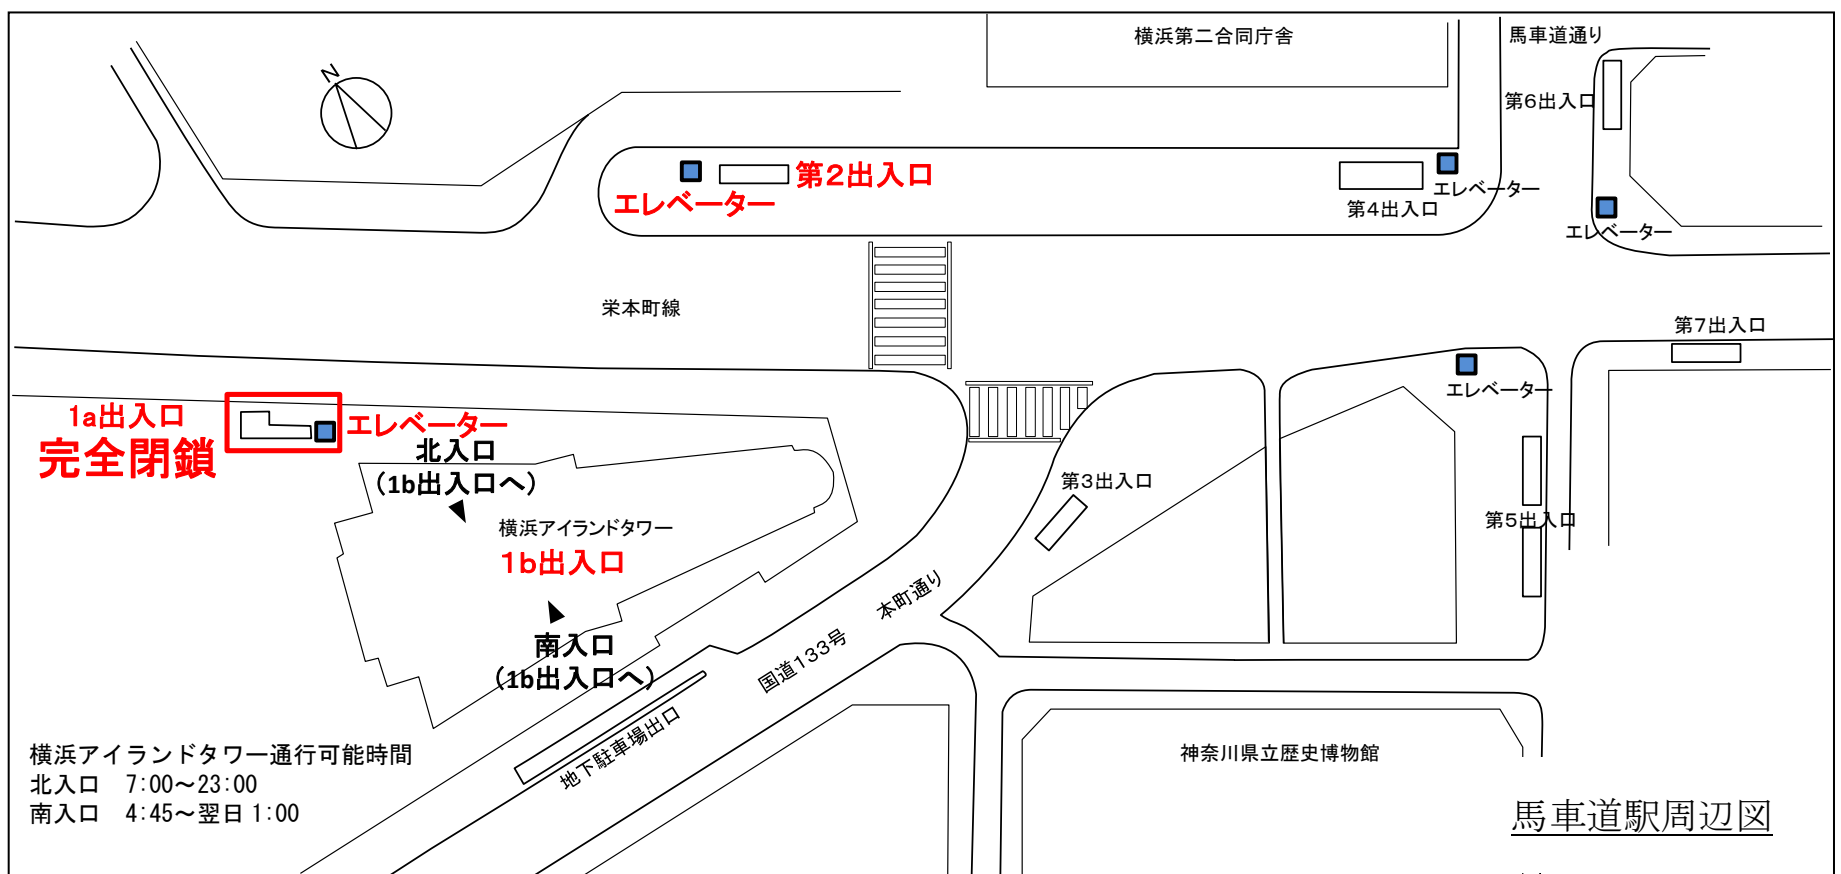 横浜第二合同庁舎
馬車道通り
N
第6出入口
第2出入口
エレベーター
エレベーター
第4出入口
エレベーター
栄本町線
第7出入口
エレベーター
1a出入口
完全閉鎖
エレベーター
北入口
(1b出入口へ)
第3出入口
横浜アイランドタワー
1b出入口
第5出入口
本町通り
国道133号
南入口
(1b出入口へ)
地下駐車場出口
神奈川県立歴史博物館
横浜アイランドタワー通行可能時間
北入口 7:00～23:00
南入口 4:45～翌日1:00
馬車道駅周辺図